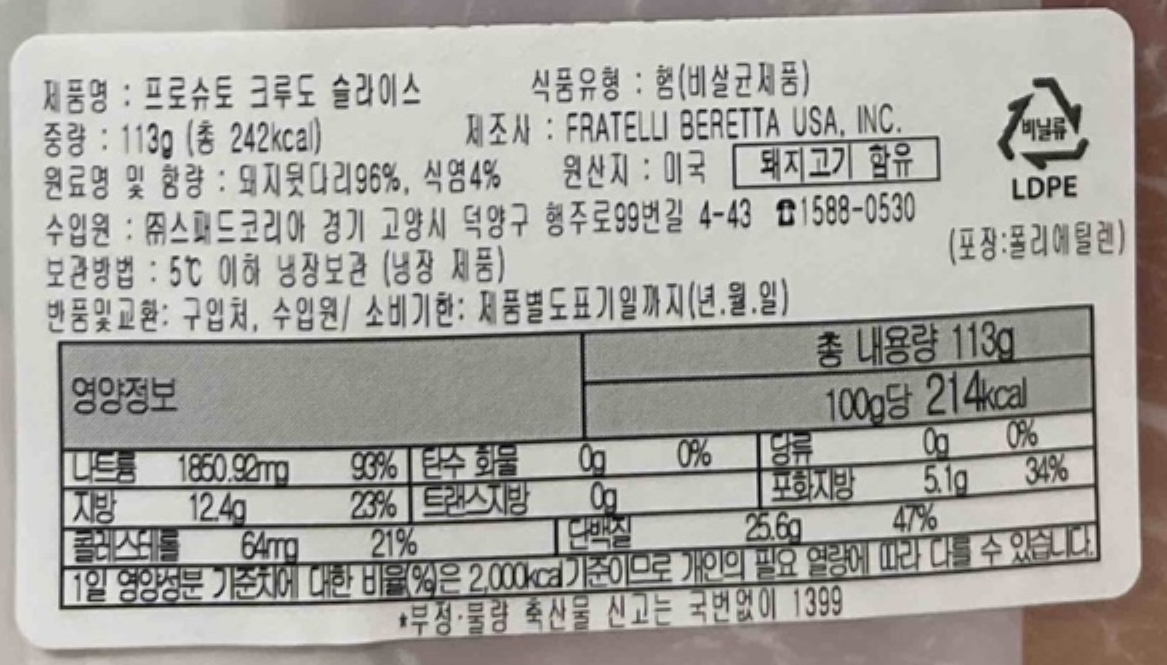 제품명 : 프로슈토 크루도 슬라이스 식품유형 : 햄(비살균제품)
중량 : 113g (총 242kcal) 제조사 : FRATELLI BERETTA USA, INC.
원료명 및 함량 : 돼지뒷다리96%, 식염4% 원산지 : 미국 돼지고기 함유
비닐류
LDPE
수입원 : ㈜스패드코리아 경기 고양시 덕양구 행주로99번길 4-43 ☎1588-0530
(포장:폴리에틸렌)
보관방법 : 5℃ 이하 냉장보관 (냉장 제품)
반품및교환: 구입처, 수입원/ 소비기한: 제품별도표기일까지(년.월.일)
영양정보
총 내용량 113g
100g당 214kcal
나트륨 1850.92mg 93% 탄수화물 0g 0% 당류 0g 0%
지방 12.4g 23% 트랜스지방 0g 포화지방 5.1g 34%
콜레스테롤 64mg 21% 단백질 25.6g 47%
1일 영양성분 기준치에 대한 비율(%)은 2,000kcal기준이므로 개인의 필요 열량에 따라 다를 수 있습니다.
*부정·불량 축산물 신고는 국번없이 1399